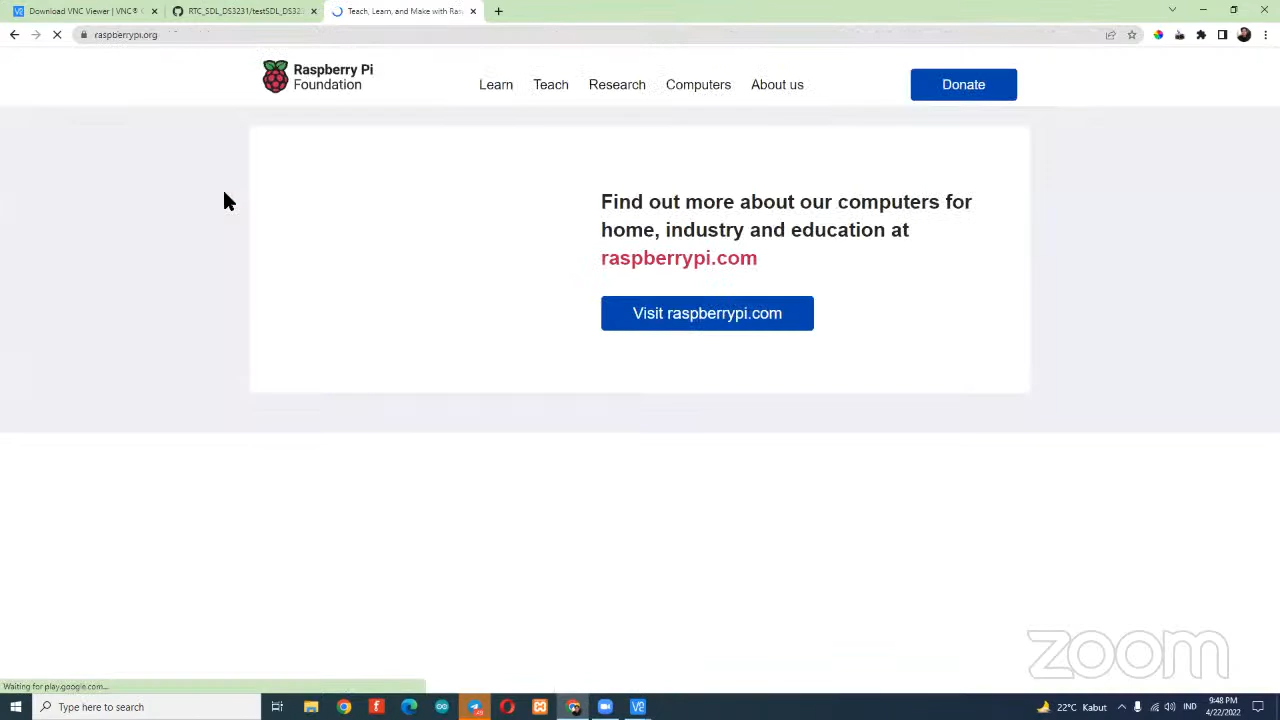 Download VNC Viewer | VNC®
RTC_SDL_DS3231/testSDL_DS32
Teach, Learn, and Make with Rasp
raspberrypi.org
Raspberry Pi
Foundation
Learn
Teach
Research
Computers
About us
Donate
Find out more about our computers for
home, industry and education at
raspberrypi.com
Visit raspberrypi.com
zoom
Waiting for play.google.com...
Type here to search
22°C Kabut
IND
9:48 PM
4/22/2022